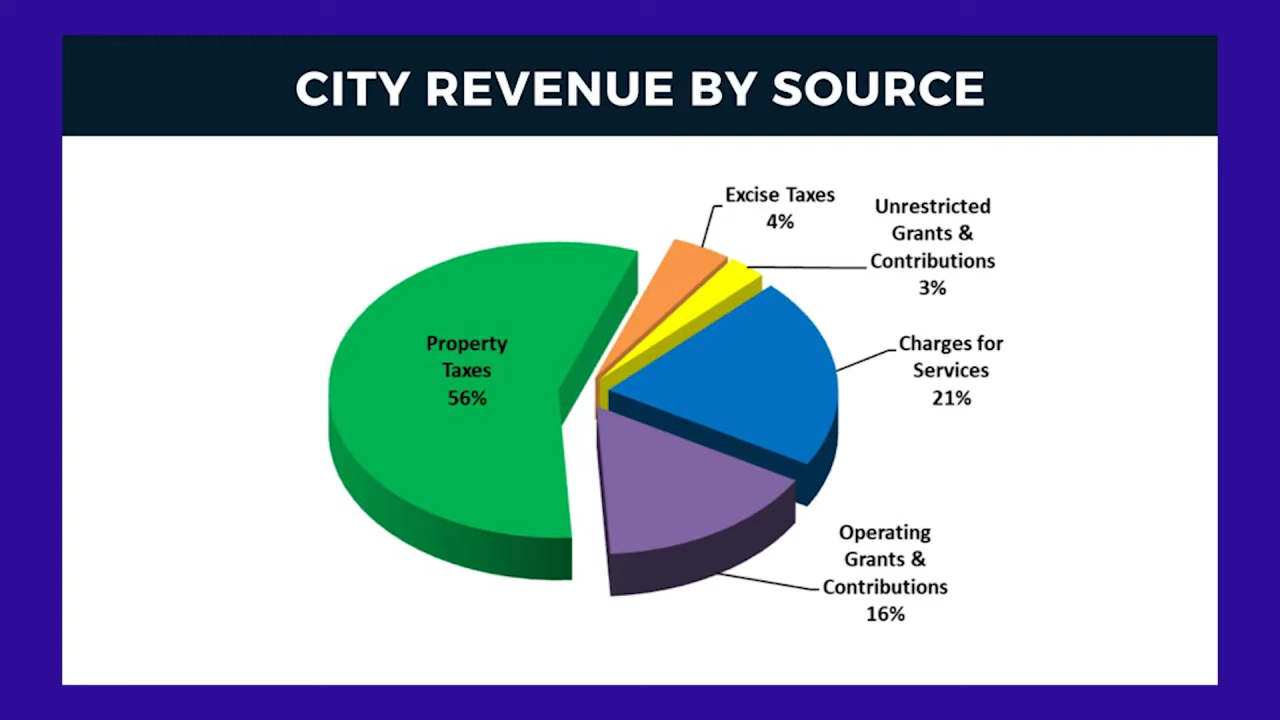 CITY REVENUE BY SOURCE
Excise Taxes
4%
Unrestricted
Grants &
Contributions
3%
Property
Taxes
56%
Charges for
Services
21%
Operating
Grants &
Contributions
16%